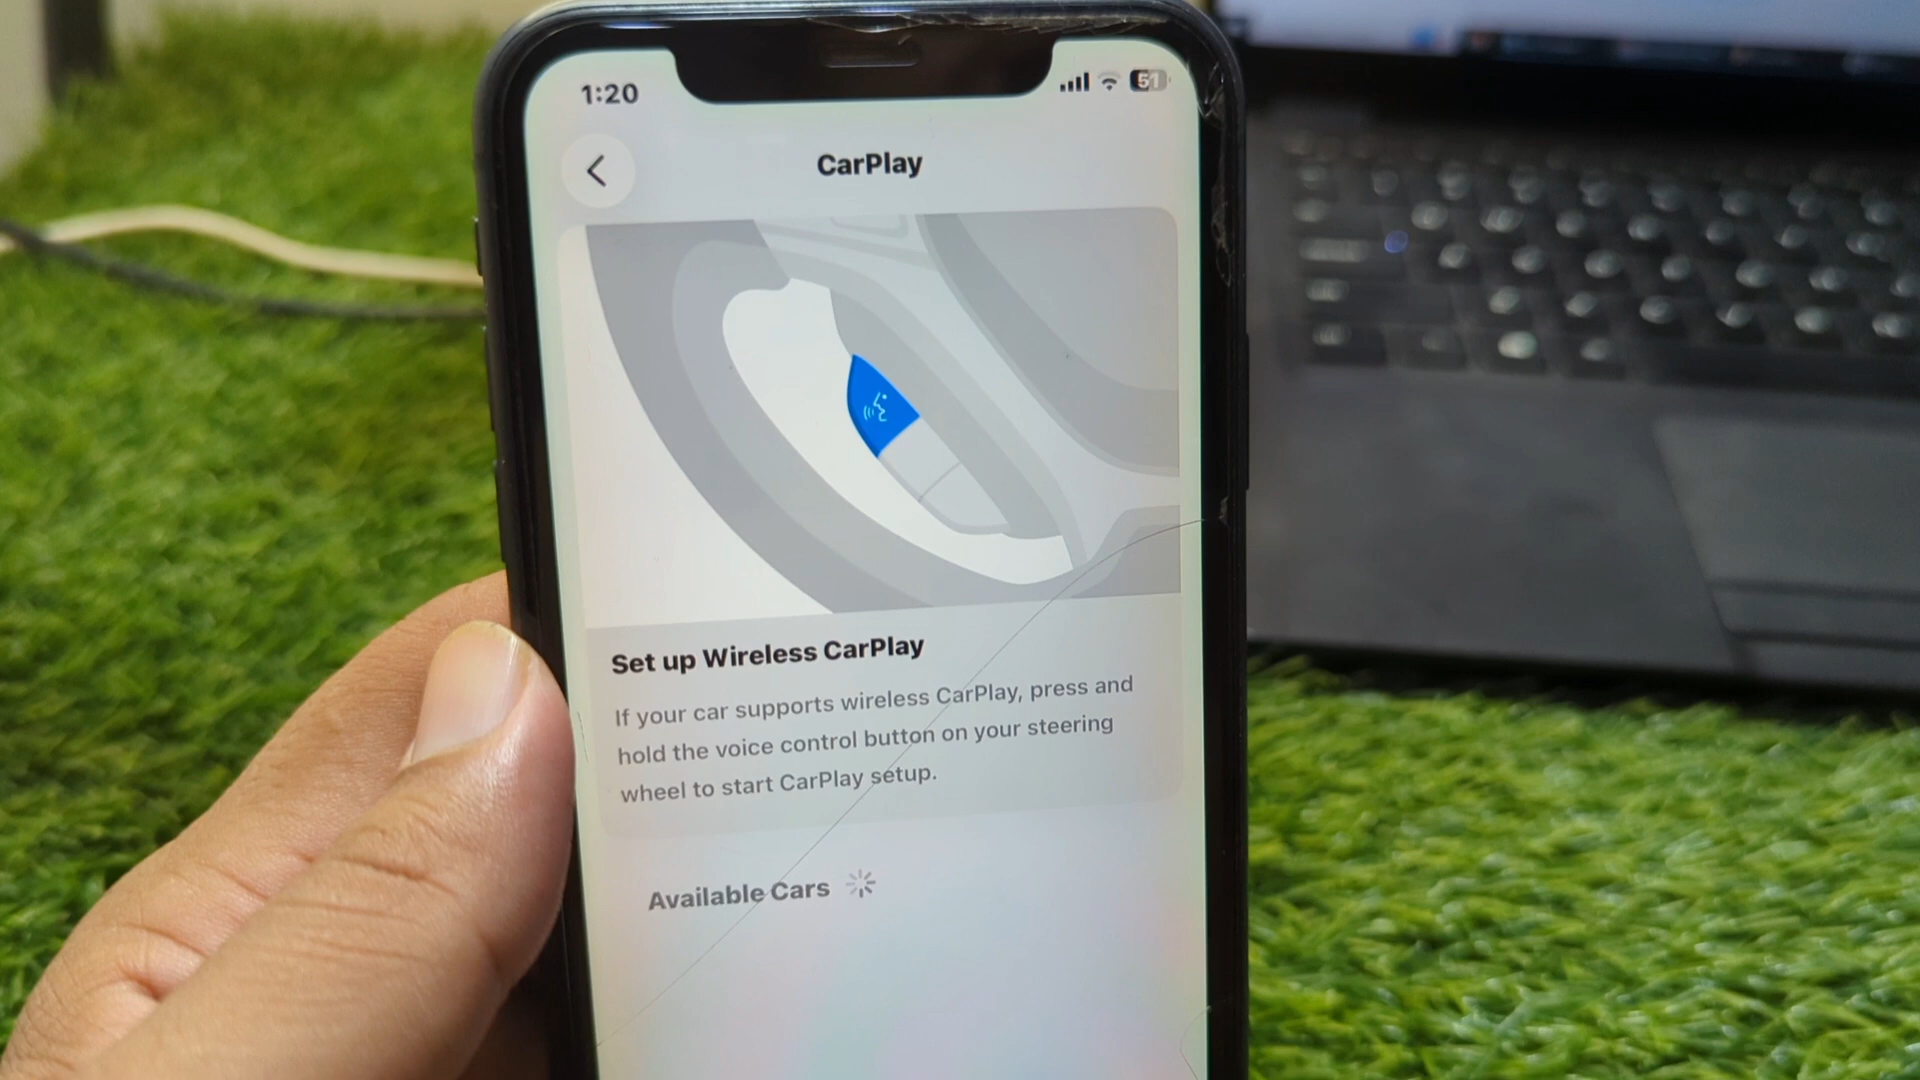 1:20
51
CarPlay
Set up Wireless CarPlay
If your car supports wireless CarPlay, press and
hold the voice control button on your steering
wheel to start CarPlay setup.
Available Cars